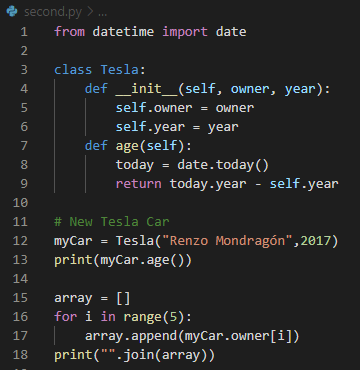 second.py > ...
1 from datetime import date
2
3 class Tesla:
4     def __init__(self, owner, year):
5         self.owner = owner
6         self.year = year
7     def age(self):
8         today = date.today()
9         return today.year - self.year
10
11 # New Tesla Car
12 myCar = Tesla("Renzo Mondragón",2017)
13 print(myCar.age())
14
15 array = []
16 for i in range(5):
17     array.append(myCar.owner[i])
18 print("".join(array))